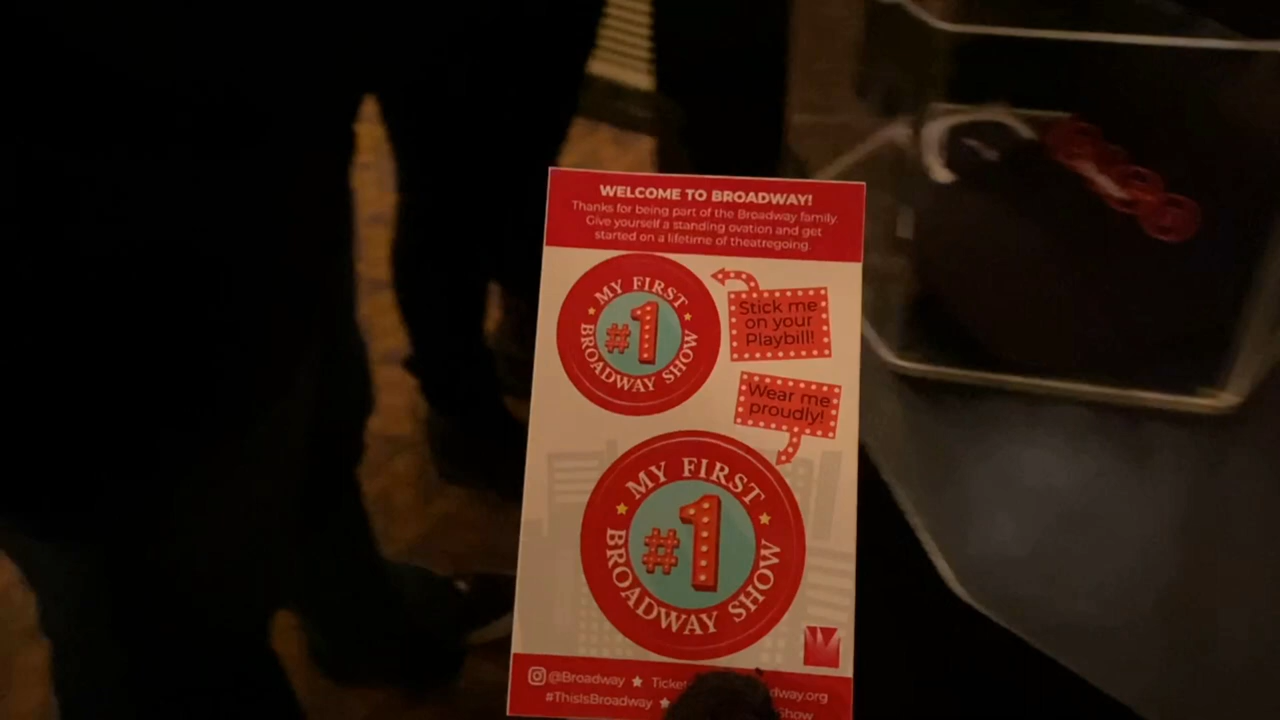 WELCOME TO BROADWAY!
Thanks for being part of the Broadway family.
Give yourself a standing ovation and get
started on a lifetime of theatregoing.
MY FIRST
#1
BROADWAY SHOW
Stick me
on your
Playbill!
Wear me
proudly!
MY FIRST
#1
BROADWAY SHOW
@Broadway
#ThisIsBroadway